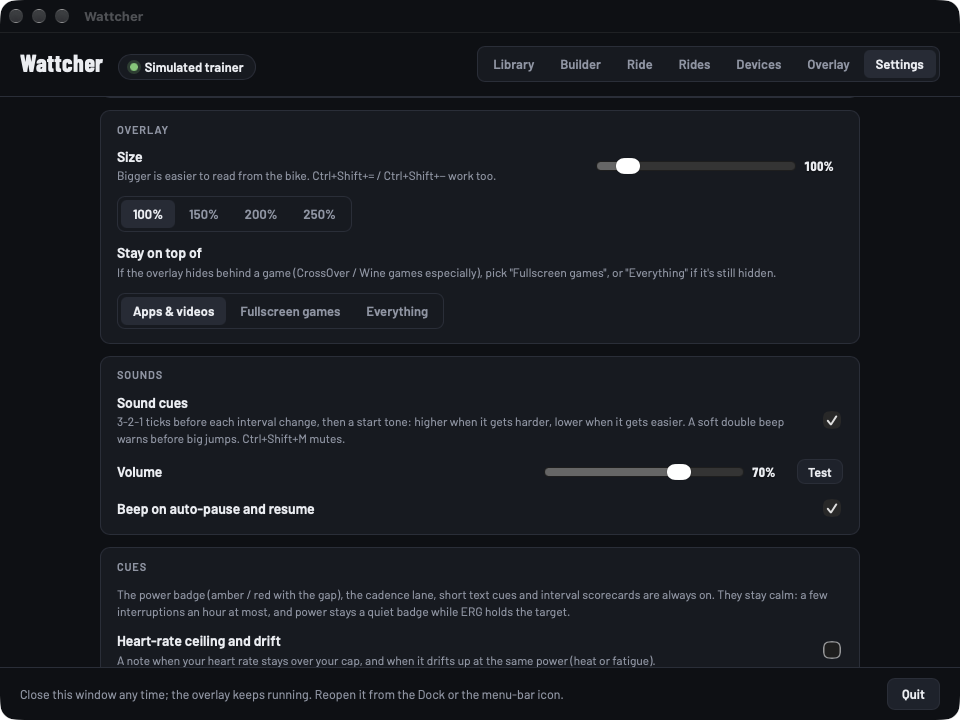 Wattcher
Wattcher
Simulated trainer
Library
Builder
Ride
Rides
Devices
Overlay
Settings
OVERLAY
Size
Bigger is easier to read from the bike. Ctrl+Shift+= / Ctrl+Shift+− work too.
100%
100%
150%
200%
250%
Stay on top of
If the overlay hides behind a game (CrossOver / Wine games especially), pick "Fullscreen games", or "Everything" if it's still hidden.
Apps & videos
Fullscreen games
Everything
SOUNDS
Sound cues
3-2-1 ticks before each interval change, then a start tone: higher when it gets harder, lower when it gets easier. A soft double beep
warns before big jumps. Ctrl+Shift+M mutes.
Volume
70%
Test
Beep on auto-pause and resume
CUES
The power badge (amber / red with the gap), the cadence lane, short text cues and interval scorecards are always on. They stay calm: a few
interruptions an hour at most, and power stays a quiet badge while ERG holds the target.
Heart-rate ceiling and drift
A note when your heart rate stays over your cap, and when it drifts up at the same power (heat or fatigue).
Close this window any time; the overlay keeps running. Reopen it from the Dock or the menu-bar icon.
Quit